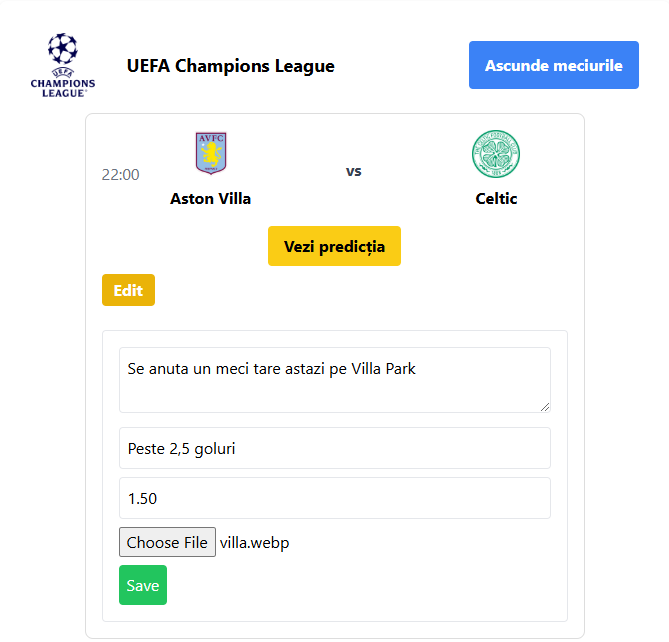 UEFA
CHAMPIONS
LEAGUE
UEFA Champions League
Ascunde meciurile
22:00
AVFC
vs
Aston Villa
Celtic
Vezi predicția
Edit
Se anuta un meci tare astazi pe Villa Park
Peste 2,5 goluri
1.50
Choose File villa.webp
Save